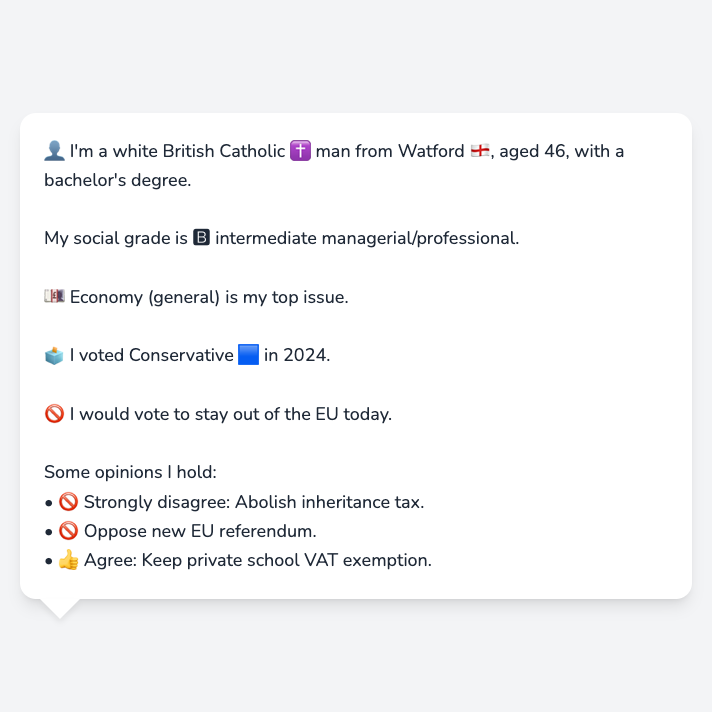 👤 I'm a white British Catholic ✝️ man from Watford 🏴󠁧󠁢󠁥󠁮󠁧󠁿, aged 46, with a
bachelor's degree.
My social grade is 🅱 intermediate managerial/professional.
💷 Economy (general) is my top issue.
🗳️ I voted Conservative 🟦 in 2024.
🚫 I would vote to stay out of the EU today.
Some opinions I hold:
• 🚫 Strongly disagree: Abolish inheritance tax.
• 🚫 Oppose new EU referendum.
• 👍 Agree: Keep private school VAT exemption.